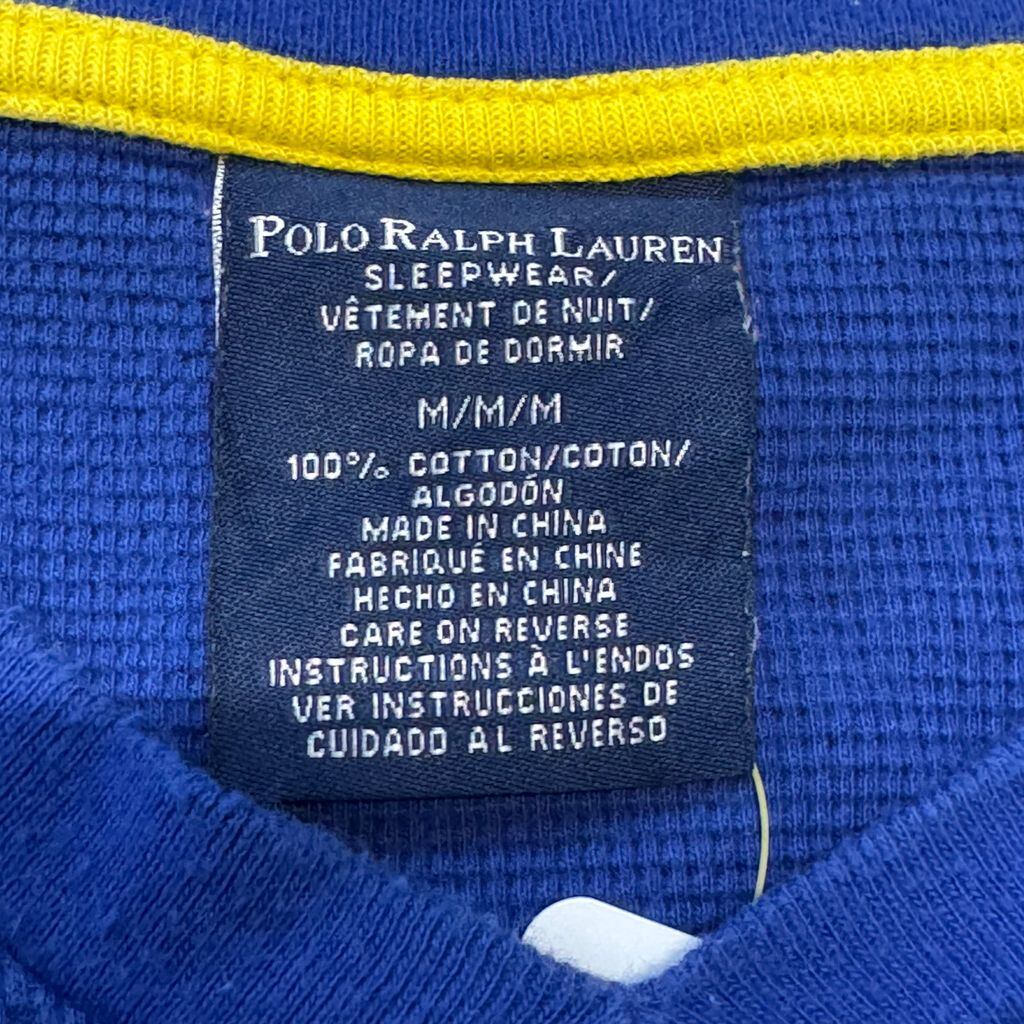 POLO RALPH LAUREN
SLEEPWEAR/
VÊTEMENT DE NUIT/
ROPA DE DORMIR
M/M/M
100% COTTON/COTON/
ALGODÓN
MADE IN CHINA
FABRIQUÉ EN CHINE
HECHO EN CHINA
CARE ON REVERSE
INSTRUCTIONS À L'ENDOS
VER INSTRUCCIONES DE
CUIDADO AL REVERSO